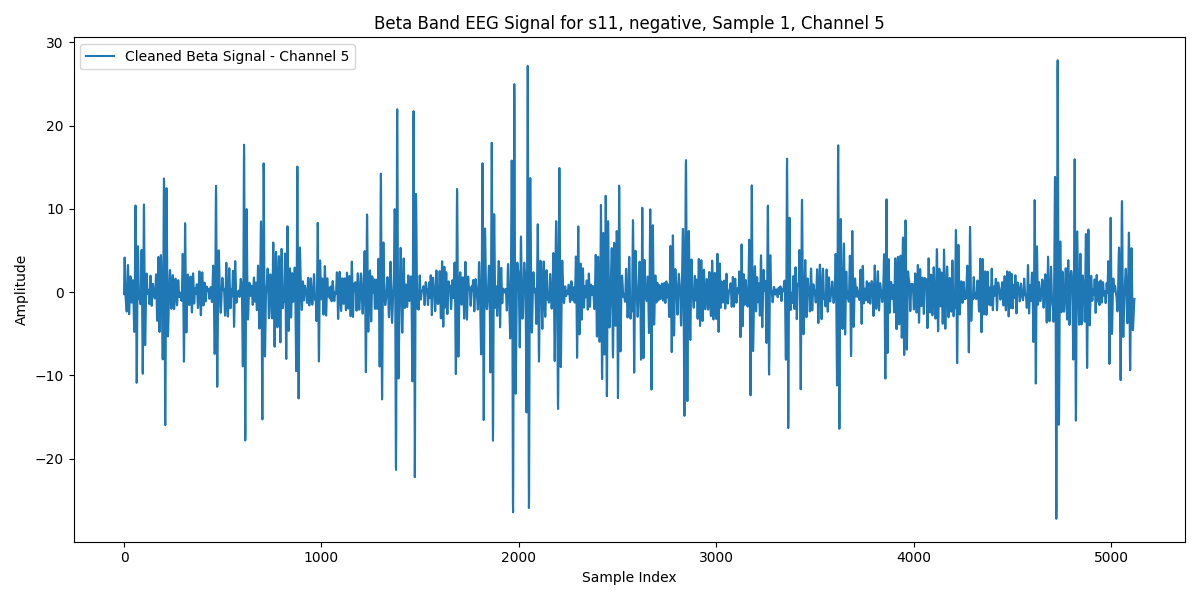 Beta Band EEG Signal for s11, negative, Sample 1, Channel 5
Cleaned Beta Signal - Channel 5
Amplitude
30
20
10
0
−10
−20
0 1000 2000 3000 4000 5000
Sample Index